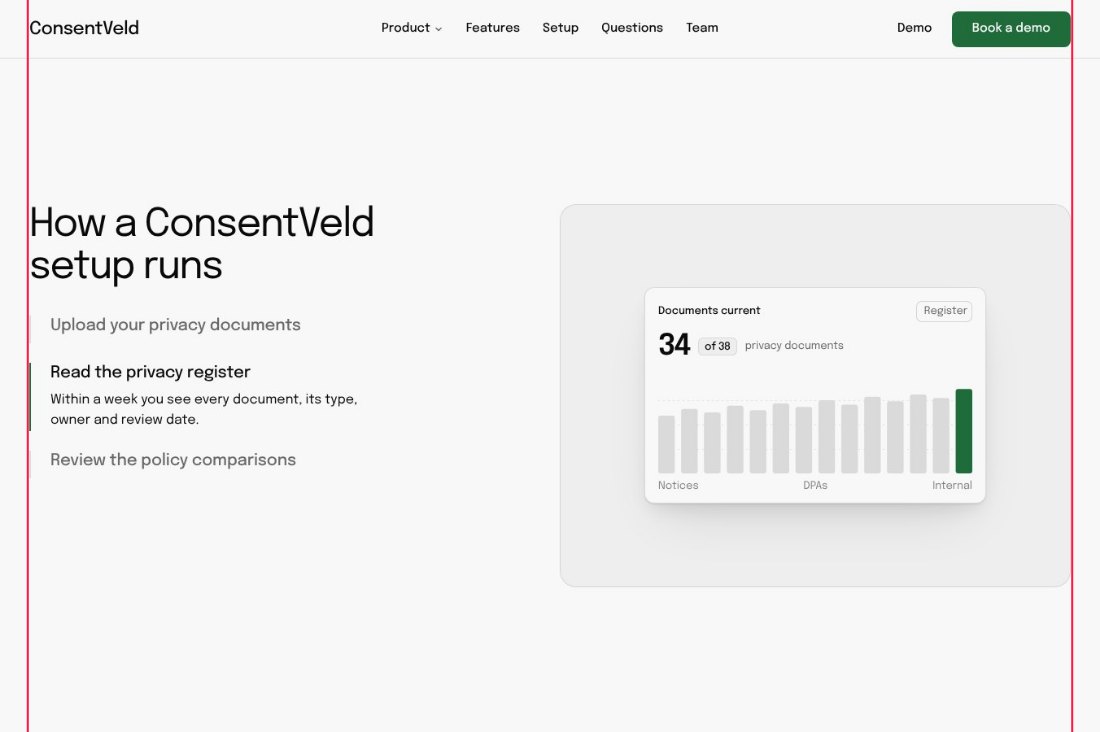 ConsentVeld
Product Features Setup Questions Team
Demo
Book a demo
How a ConsentVeld
setup runs
Upload your privacy documents
Read the privacy register
Within a week you see every document, its type,
owner and review date.
Review the policy comparisons
Documents current
Register
34 of 38 privacy documents
Notices DPAs Internal